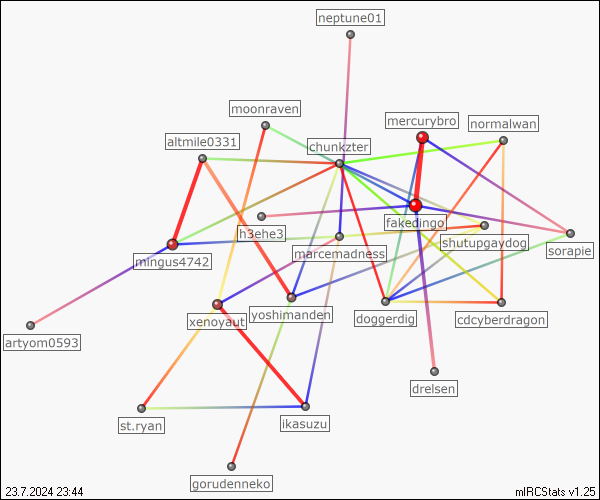 neptune01
moonraven
mercurybro
normalwan
altmile0331
chunkzter
h3ehe3
fakedingo
shutupgaydog
sorapie
mingus4742
marcemadness
xenoyaut
yoshimanden
doggerdig
cdcyberdragon
artyom0593
drelsen
st.ryan
ikasuzu
gorudenneko
23.7.2024 23:44
mIRCStats v1.25